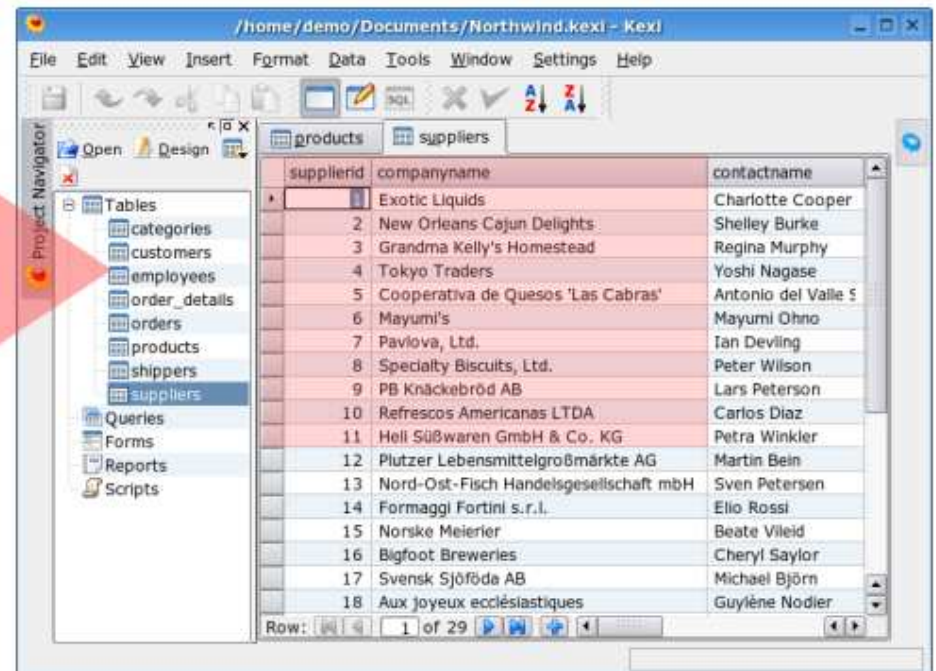 /home/demo/Documents/Northwind.kexi - Kexi
File Edit View Insert Format Data Tools Window Settings Help
SQL
Project Navigator
Open Design
products suppliers
Tables
categories
customers
employees
order_details
orders
products
shippers
suppliers
Queries
Forms
Reports
Scripts
supplierid companyname contactname
1 Exotic Liquids Charlotte Cooper
2 New Orleans Cajun Delights Shelley Burke
3 Grandma Kelly's Homestead Regina Murphy
4 Tokyo Traders Yoshi Nagase
5 Cooperativa de Quesos 'Las Cabras' Antonio del Valle S
6 Mayumi's Mayumi Ohno
7 Pavlova, Ltd. Ian Devling
8 Specialty Biscuits, Ltd. Peter Wilson
9 PB Knäckebröd AB Lars Peterson
10 Refrescos Americanas LTDA Carlos Diaz
11 Heli Süßwaren GmbH & Co. KG Petra Winkler
12 Plutzer Lebensmittelgroßmärkte AG Martin Bein
13 Nord-Ost-Fisch Handelsgesellschaft mbH Sven Petersen
14 Formaggi Fortini s.r.l. Elio Rossi
15 Norske Meierier Beate Vileid
16 Bigfoot Breweries Cheryl Saylor
17 Svensk Sjöföda AB Michael Björn
18 Aux joyeux ecclésiastiques Guylène Nodier
Row: 1 of 29